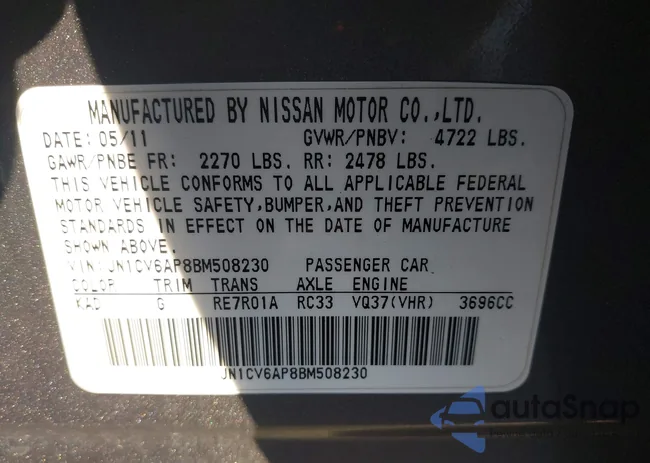 MANUFACTURED BY NISSAN MOTOR CO.,LTD.
DATE: 05/11 GVWR/PNBV: 4722 LBS.
GAWR/PNBE FR: 2270 LBS. RR: 2478 LBS.
THIS VEHICLE CONFORMS TO ALL APPLICABLE FEDERAL
MOTOR VEHICLE SAFETY,BUMPER,AND THEFT PREVENTION
STANDARDS IN EFFECT ON THE DATE OF MANUFACTURE
SHOWN ABOVE.
VIN: JN1CV6AP8BM508230 PASSENGER CAR
COLOR TRIM TRANS AXLE ENGINE
KAD G RE7R01A RC33 VQ37(VHR) 3696CC
JN1CV6AP8BM508230
autoSnap